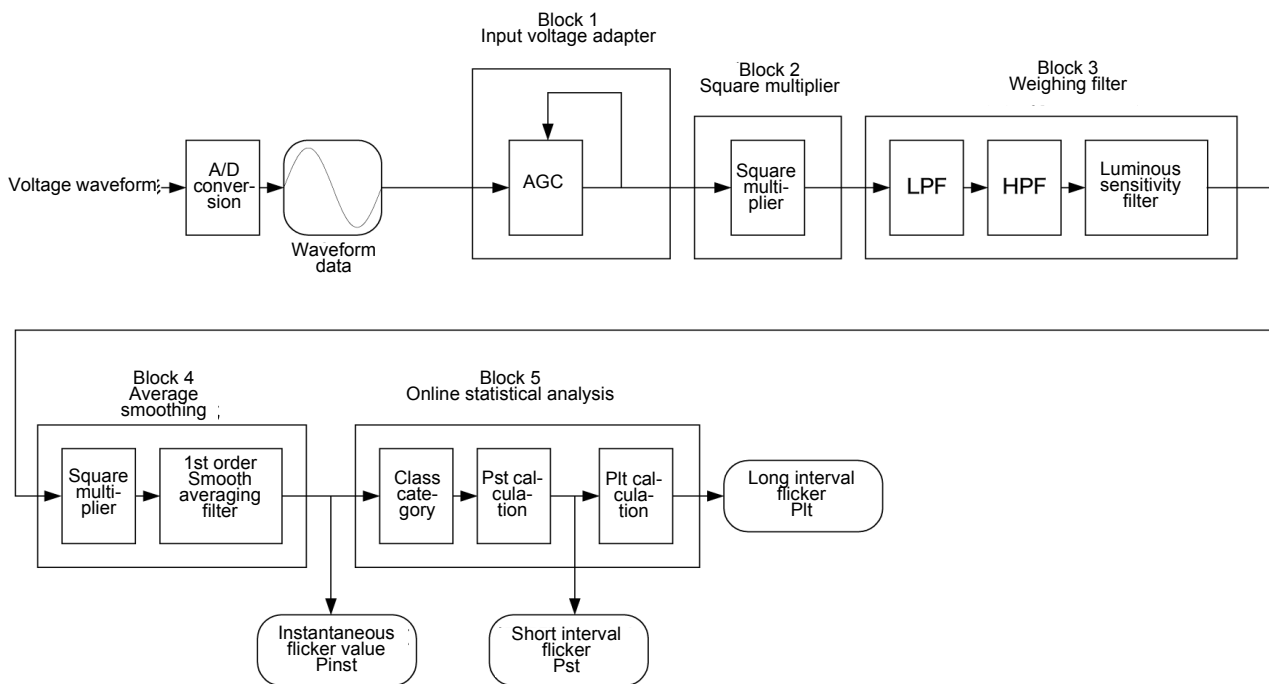 Block 1
Input voltage adapter
Block 2
Square multiplier
Block 3
Weighing filter
Voltage waveform;
A/D
conver-
sion
Waveform
data
AGC
Square
multi-
plier
LPF
HPF
Luminous
sensitivity
filter
Block 4
Average
smoothing ;
Block 5
Online statistical analysis
Square
multi-
plier
1st order
Smooth
averaging
filter
Class
cate-
gory
Pst cal-
cula-
tion
Plt cal-
cula-
tion
Long interval
flicker
Plt
Instantaneous
flicker value
Pinst
Short interval
flicker
Pst